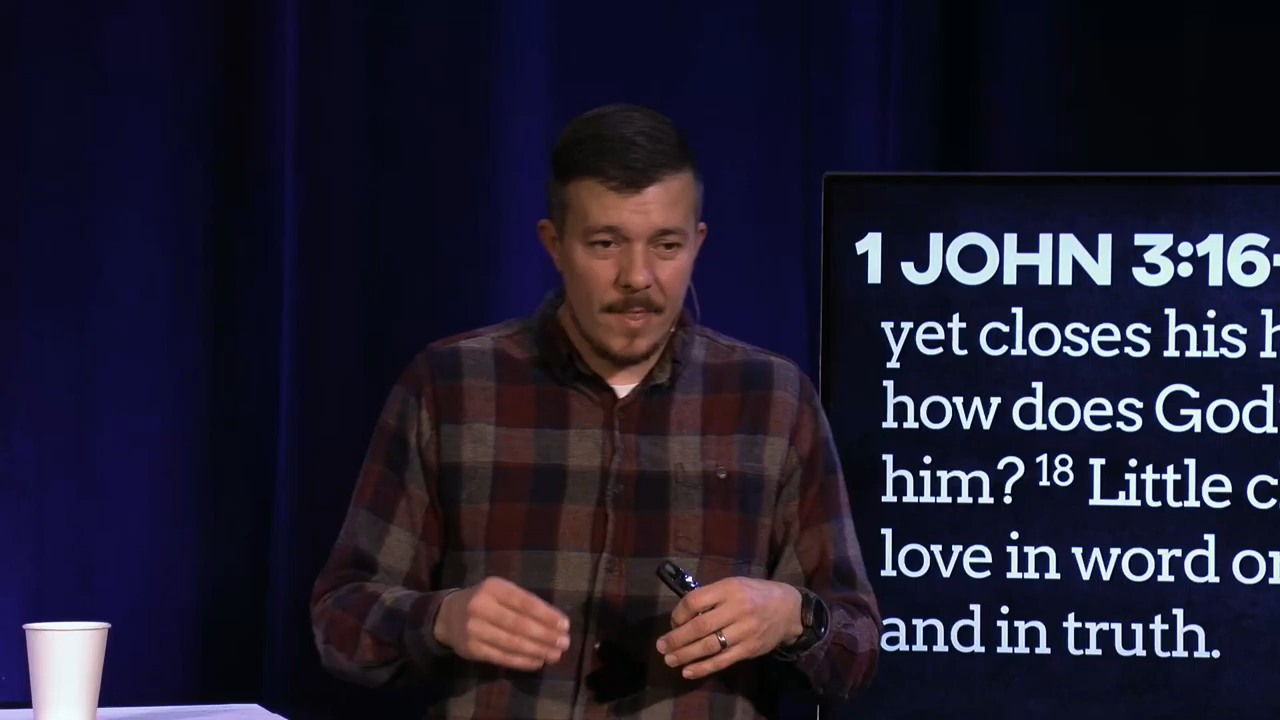 1 JOHN 3:16-
yet closes his
how does God
him? 18 Little
love in word
and in truth.